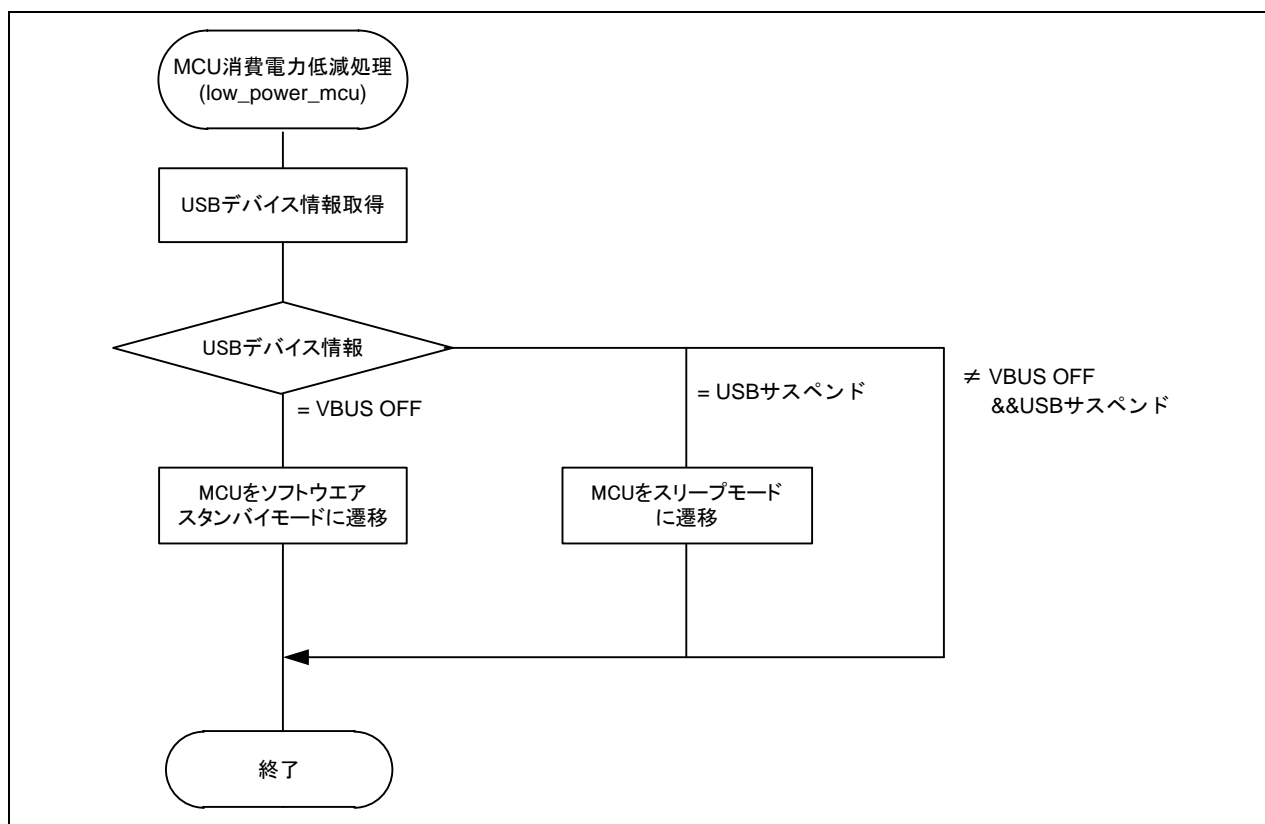 MCU消費電力低減処理
(low_power_mcu)
USBデバイス情報取得
USBデバイス情報
= VBUS OFF
= USBサスペンド
≠ VBUS OFF
&&USBサスペンド
MCUをソフトウエア
スタンバイモードに遷移
MCUをスリープモード
に遷移
終了